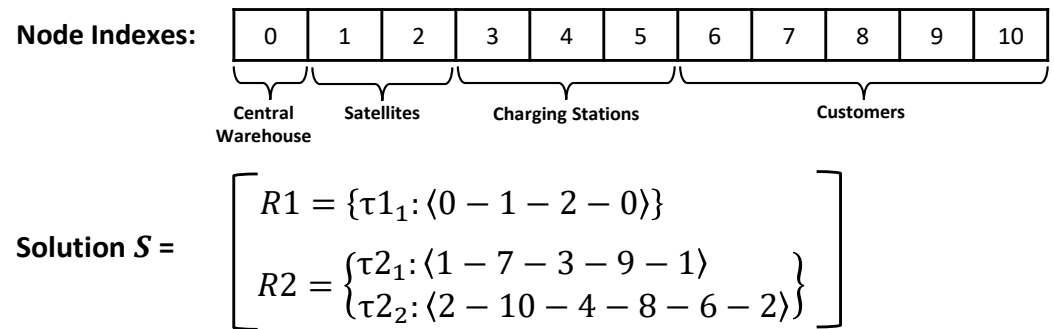 Node Indexes: 0 1 2 3 4 5 6 7 8 9 10
Central Warehouse Satellites Charging Stations Customers
Solution S =
R1 = {τ1₁: ⟨0 − 1 − 2 − 0⟩}
R2 = {τ2₁: ⟨1 − 7 − 3 − 9 − 1⟩
τ2₂: ⟨2 − 10 − 4 − 8 − 6 − 2⟩}